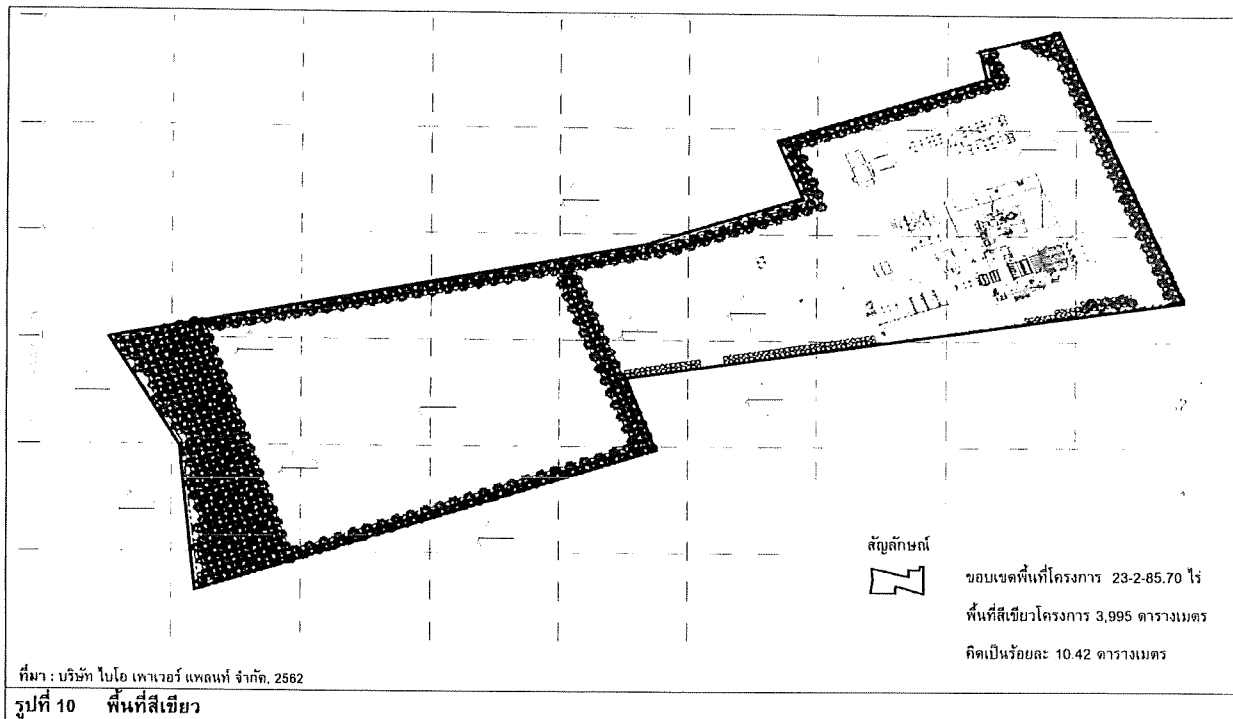 สัญลักษณ์
ขอบเขตพื้นที่โครงการ 23-2-85.70 ไร่
พื้นที่สีเขียวโครงการ 3,995 ตารางเมตร
คิดเป็นร้อยละ 10.42 ตารางเมตร
ที่มา : บริษัท ไบโอ เพาเวอร์ แพลนท์ จำกัด, 2562
รูปที่ 10 พื้นที่สีเขียว